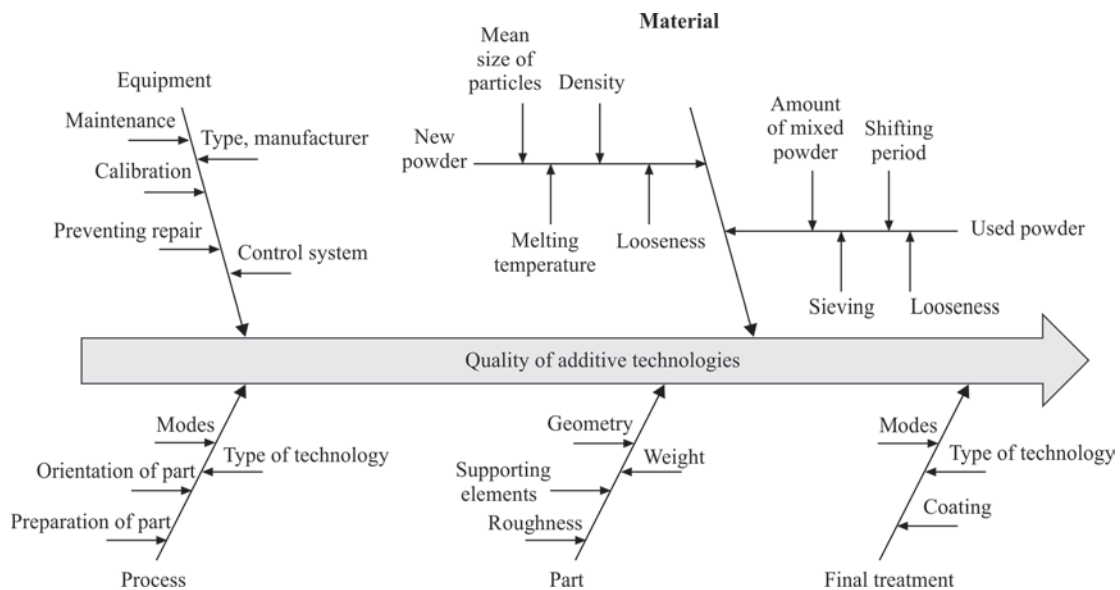 Material
Equipment
Maintenance
Type, manufacturer
Calibration
Preventing repair
Control system
Mean
size of
particles
Density
New
powder
Melting
temperature
Looseness
Amount
of mixed
powder
Shifting
period
Used powder
Sieving
Looseness
Quality of additive technologies
Modes
Type of technology
Orientation of part
Preparation of part
Process
Geometry
Weight
Supporting
elements
Roughness
Part
Modes
Type of technology
Coating
Final treatment